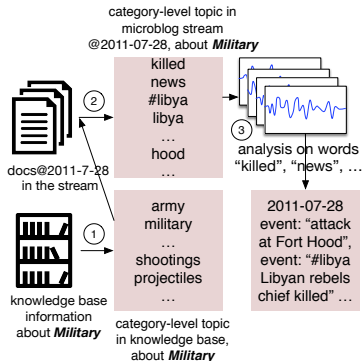 category-level topic in
microblog stream
@2011-07-28, about Military
killed
news
#libya
libya
...
hood
...
2
docs@2011-7-28
in the stream
3
analysis on words
“killed”, “news”, ...
1
knowledge base
information
about Military
army
military
...
shootings
projectiles
...
category-level topic
in knowledge base,
about Military
2011-07-28
event: “attack
at Fort Hood”,
event: “#libya
Libyan rebels
chief killed” ...